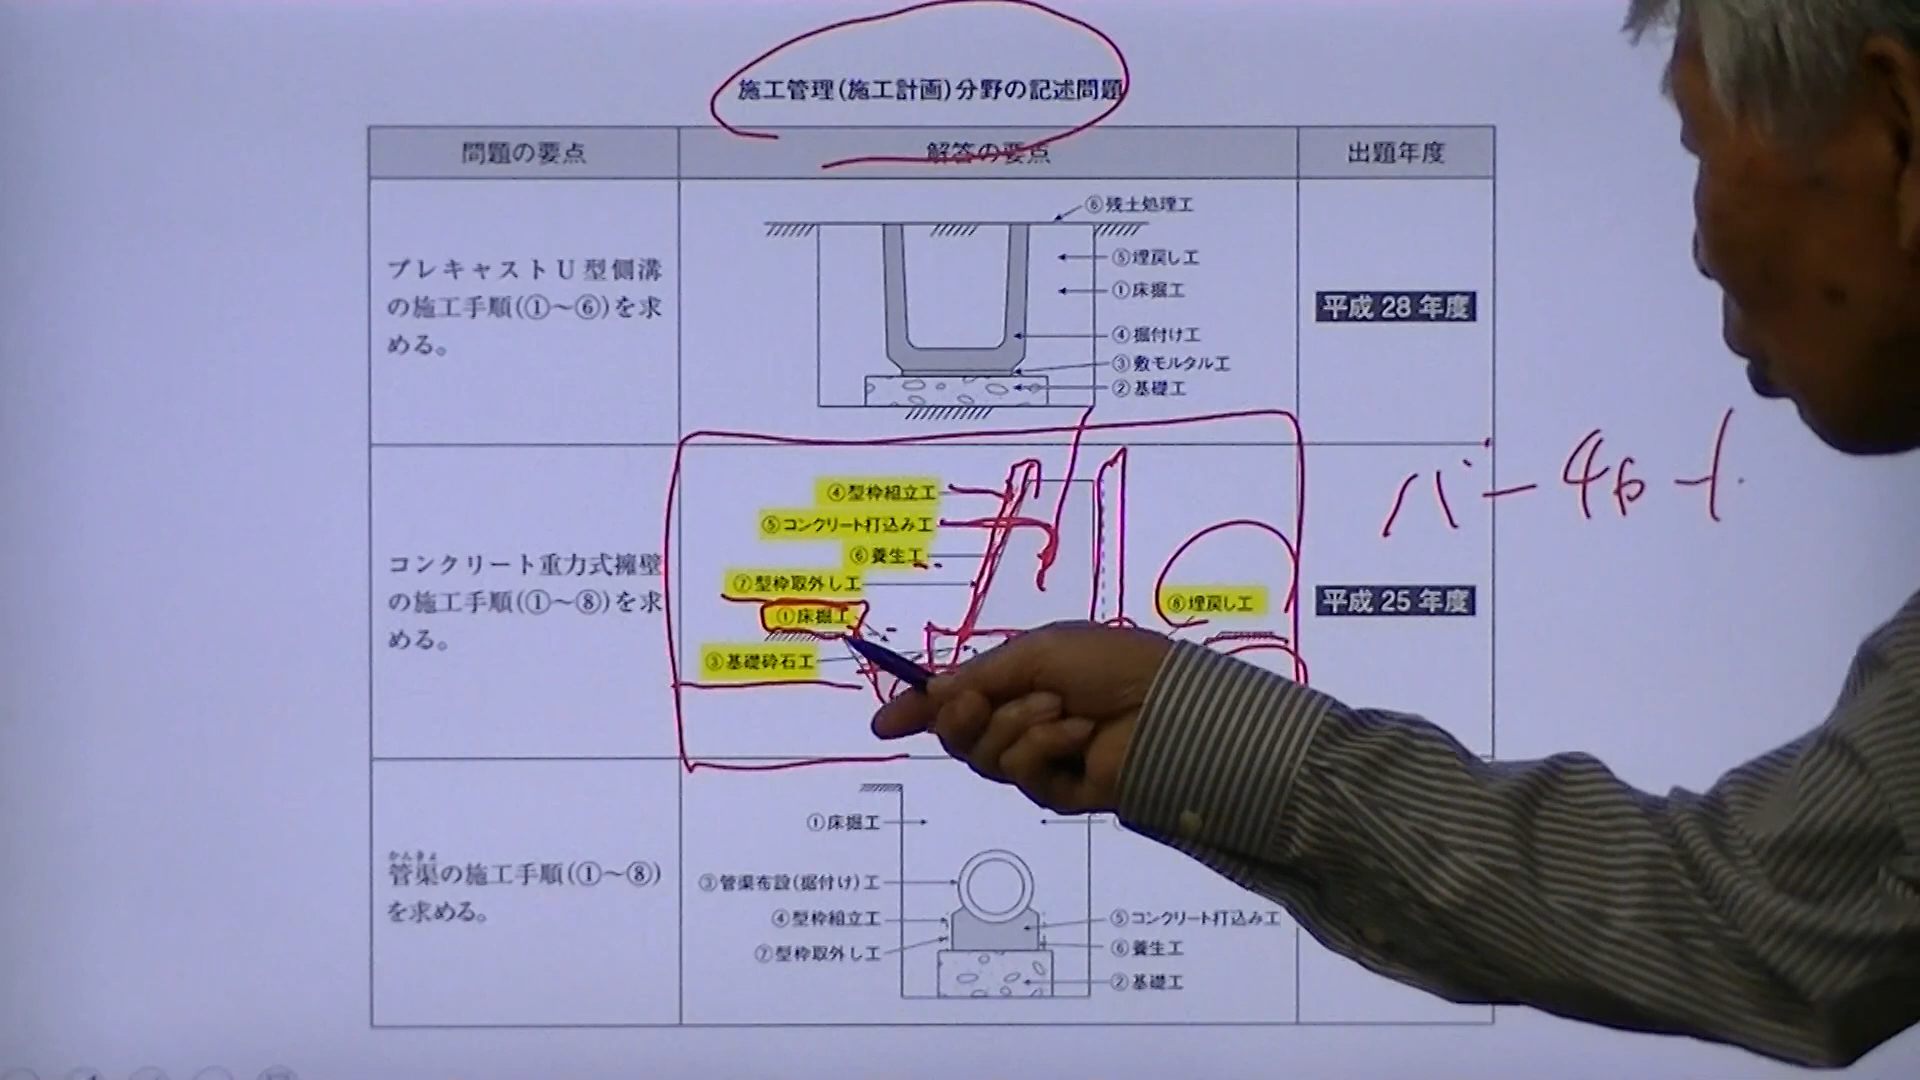 施工管理(施工計画)分野の記述問題
問題の要点
解答の要点
出題年度
プレキャストU型側溝
の施工手順(①〜⑥)を求
める。
⑥残土処理工
⑤埋戻し工
①床掘工
④据付け工
③敷モルタル工
②基礎工
平成 28 年度
コンクリート重力式擁壁
の施工手順(①〜⑧)を求
める。
④型枠組立工
⑤コンクリート打込み工
⑥養生工
⑦型枠取外し工
①床掘工
③基礎砕石工
⑧埋戻し工
平成 25 年度
バー
かんきょ
管渠の施工手順(①〜⑧)
を求める。
①床掘工
③管渠布設(据付け)工
④型枠組立工
⑦型枠取外し工
⑤コンクリート打込み工
⑥養生工
②基礎工